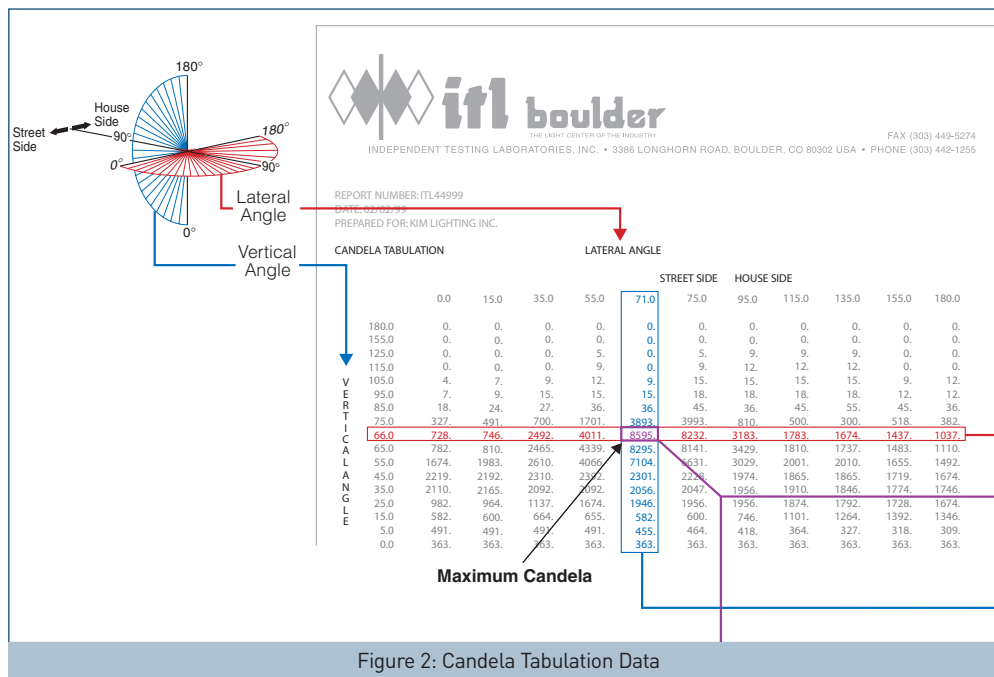 180°
House
Side
Street
Side
90°
180°
0°
90°
0°
Lateral
Angle
Vertical
Angle
itl boulder
THE LIGHT CENTER OF THE INDUSTRY
FAX (303) 449-5274
INDEPENDENT TESTING LABORATORIES, INC. • 3386 LONGHORN ROAD, BOULDER, CO 80302 USA • PHONE (303) 442-1255
REPORT NUMBER: ITL44999
DATE: 02/02/99
PREPARED FOR: KIM LIGHTING INC.
CANDELA TABULATION LATERAL ANGLE
STREET SIDE HOUSE SIDE
0.0 15.0 35.0 55.0 71.0 75.0 95.0 115.0 135.0 155.0 180.0
VERTICAL ANGLE
180.0 0. 0. 0. 0. 0. 0. 0. 0. 0. 0. 0.
155.0 0. 0. 0. 0. 0. 0. 0. 0. 0. 0. 0.
125.0 0. 0. 0. 5. 0. 5. 9. 9. 9. 0. 0.
115.0 0. 0. 0. 9. 0. 9. 12. 12. 12. 0. 0.
105.0 4. 7. 9. 12. 9. 15. 15. 15. 15. 9. 12.
95.0 7. 9. 15. 15. 15. 18. 18. 18. 18. 12. 12.
85.0 18. 24. 27. 36. 36. 45. 36. 45. 55. 45. 36.
75.0 327. 491. 700. 1701. 3893. 3993. 810. 500. 300. 518. 382.
66.0 728. 746. 2492. 4011. 8595. 8232. 3183. 1783. 1674. 1437. 1037.
65.0 782. 810. 2465. 4339. 8295. 8141. 3429. 1810. 1737. 1483. 1110.
55.0 1674. 1983. 2610. 4066. 7104. 6631. 3029. 2001. 2010. 1655. 1492.
45.0 2219. 2192. 2310. 2382. 2301. 2228. 1974. 1865. 1865. 1719. 1674.
35.0 2110. 2165. 2092. 2092. 2056. 2047. 1956. 1910. 1846. 1774. 1746.
25.0 982. 964. 1137. 1674. 1946. 1956. 1956. 1874. 1792. 1728. 1674.
15.0 582. 600. 664. 655. 582. 600. 746. 1101. 1264. 1392. 1346.
5.0 491. 491. 491. 491. 455. 464. 418. 364. 327. 318. 309.
0.0 363. 363. 363. 363. 363. 363. 363. 363. 363. 363. 363.
Maximum Candela
Figure 2: Candela Tabulation Data